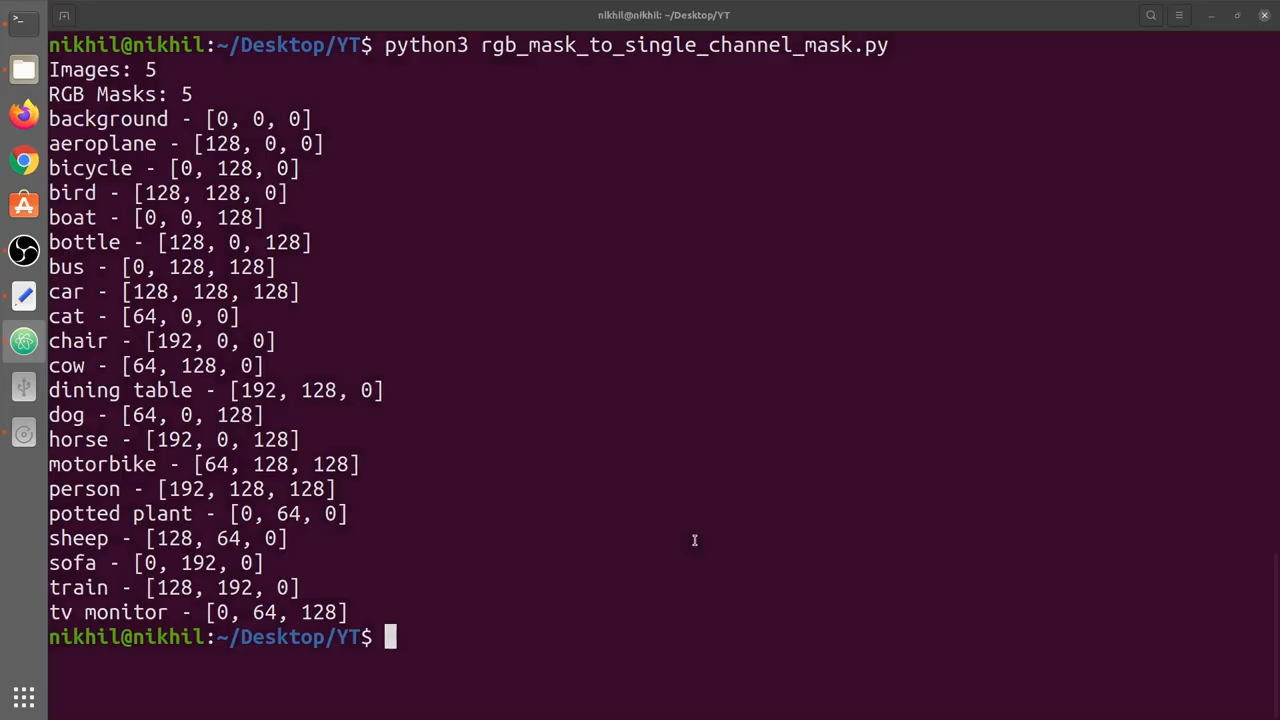 nikhil@nikhil: ~/Desktop/YT
nikhil@nikhil:~/Desktop/YT$ python3 rgb_mask_to_single_channel_mask.py
Images: 5
RGB Masks: 5
background - [0, 0, 0]
aeroplane - [128, 0, 0]
bicycle - [0, 128, 0]
bird - [128, 128, 0]
boat - [0, 0, 128]
bottle - [128, 0, 128]
bus - [0, 128, 128]
car - [128, 128, 128]
cat - [64, 0, 0]
chair - [192, 0, 0]
cow - [64, 128, 0]
dining table - [192, 128, 0]
dog - [64, 0, 128]
horse - [192, 0, 128]
motorbike - [64, 128, 128]
person - [192, 128, 128]
potted plant - [0, 64, 0]
sheep - [128, 64, 0]
sofa - [0, 192, 0]
train - [128, 192, 0]
tv monitor - [0, 64, 128]
nikhil@nikhil:~/Desktop/YT$